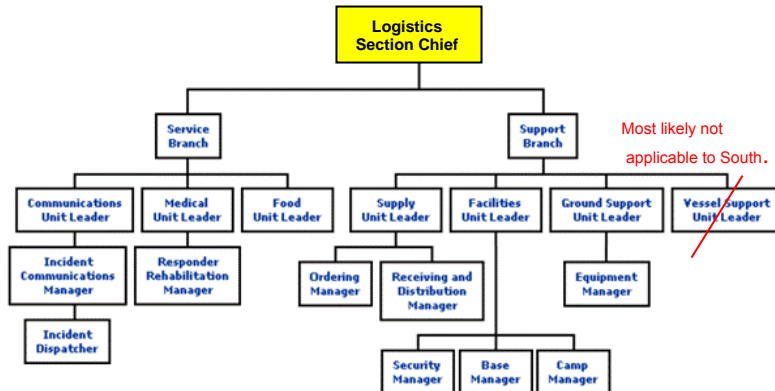 Logistics
Section Chief
Service
Branch
Support
Branch
Most likely not
applicable to South.
Communications
Unit Leader
Medical
Unit Leader
Food
Unit Leader
Supply
Unit Leader
Facilities
Unit Leader
Ground Support
Unit Leader
Vessel Support
Unit Leader
Incident
Communications
Manager
Responder
Rehabilitation
Manager
Ordering
Manager
Receiving and
Distribution
Manager
Equipment
Manager
Incident
Dispatcher
Security
Manager
Base
Manager
Camp
Manager